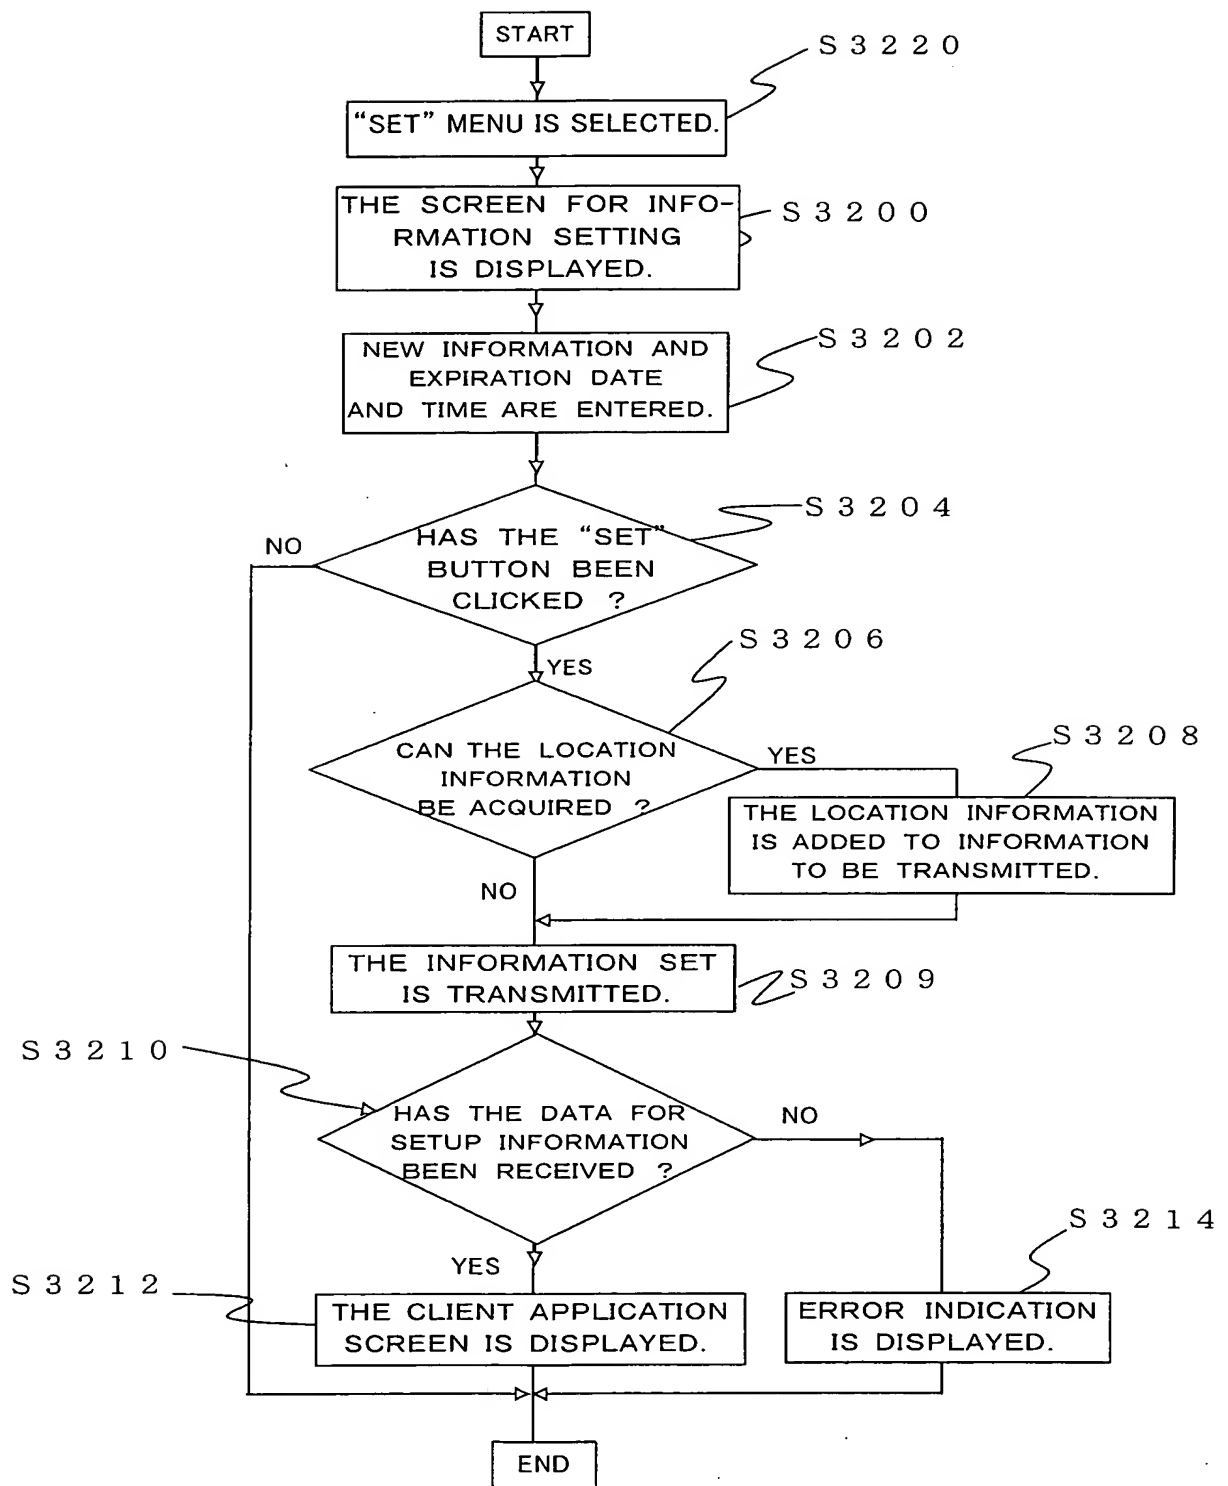 START
S3220
“SET” MENU IS SELECTED.
THE SCREEN FOR INFO-
RMATION SETTING
IS DISPLAYED.
S3200
NEW INFORMATION AND
EXPIRATION DATE
AND TIME ARE ENTERED.
S3202
HAS THE “SET”
BUTTON BEEN
CLICKED ?
S3204
NO
YES
S3206
CAN THE LOCATION
INFORMATION
BE ACQUIRED ?
YES
S3208
THE LOCATION INFORMATION
IS ADDED TO INFORMATION
TO BE TRANSMITTED.
NO
THE INFORMATION SET
IS TRANSMITTED.
S3209
S3210
HAS THE DATA FOR
SETUP INFORMATION
BEEN RECEIVED ?
NO
YES
S3212
THE CLIENT APPLICATION
SCREEN IS DISPLAYED.
S3214
ERROR INDICATION
IS DISPLAYED.
END